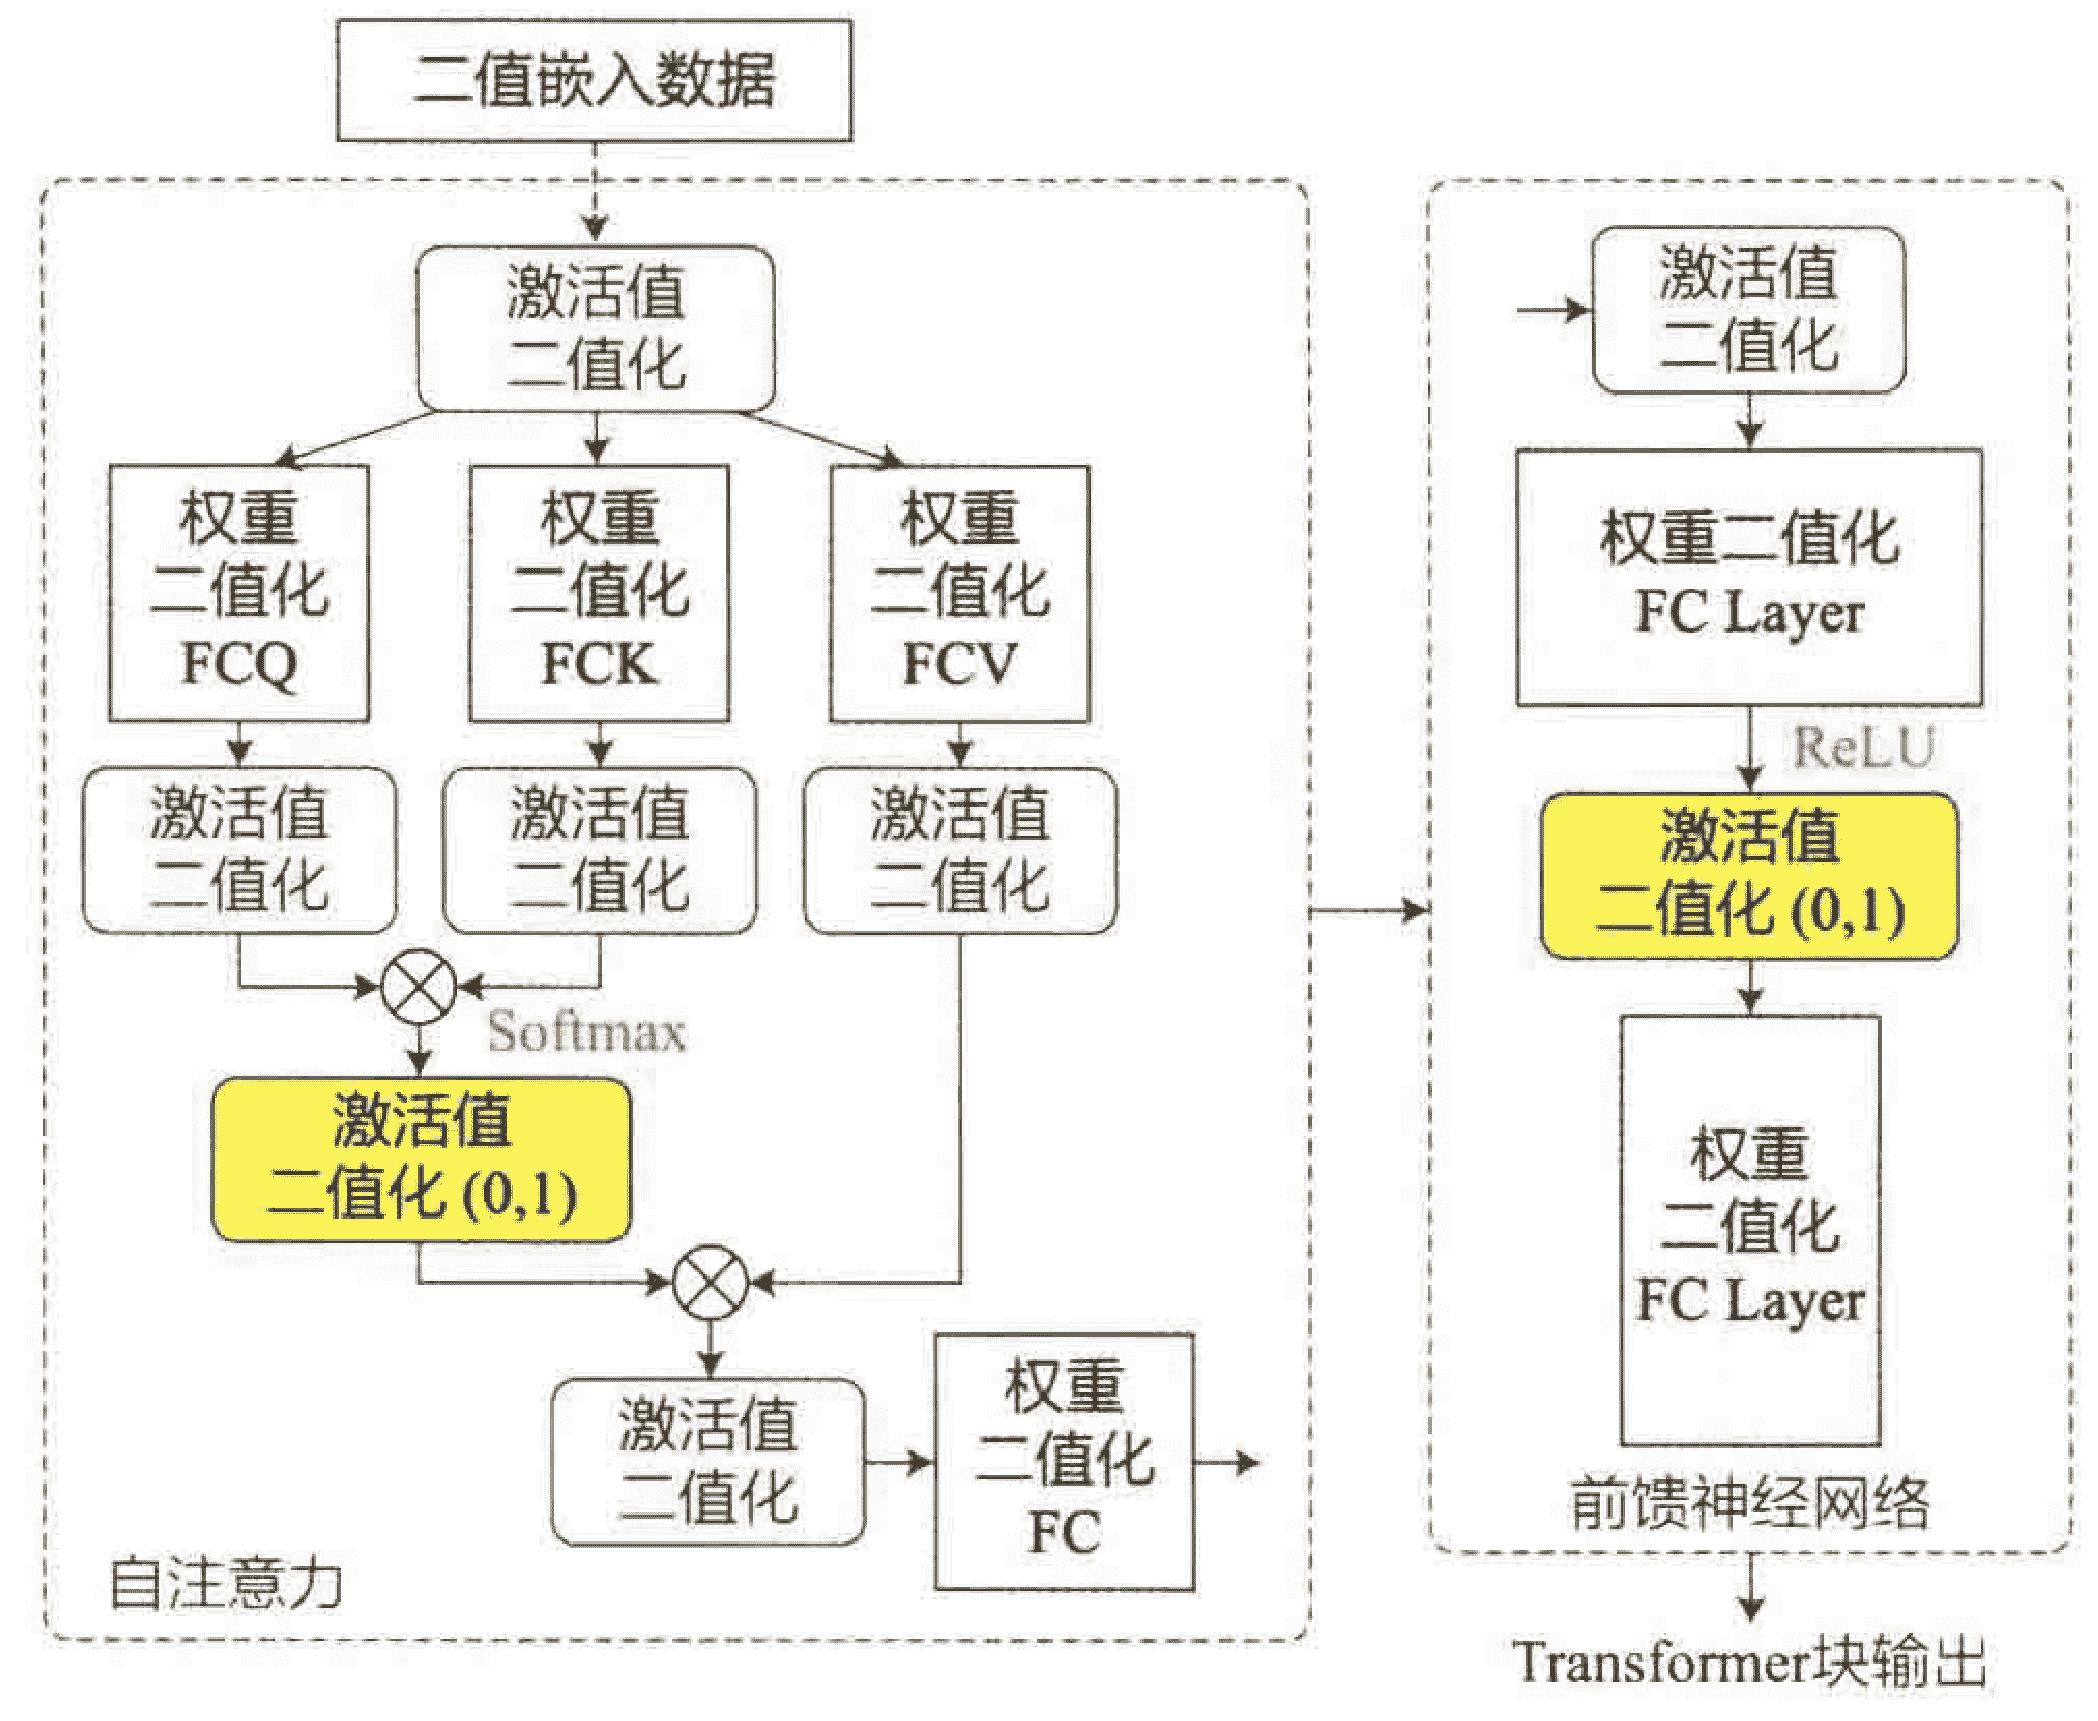 二值嵌入数据
激活值
二值化
权重
二值化
FCQ
权重
二值化
FCK
权重
二值化
FCV
激活值
二值化
激活值
二值化
激活值
二值化
Softmax
激活值
二值化 (0,1)
激活值
二值化
权重
二值化
FC
自注意力
激活值
二值化
权重二值化
FC Layer
ReLU
激活值
二值化 (0,1)
权重
二值化
FC Layer
前馈神经网络
Transformer块输出